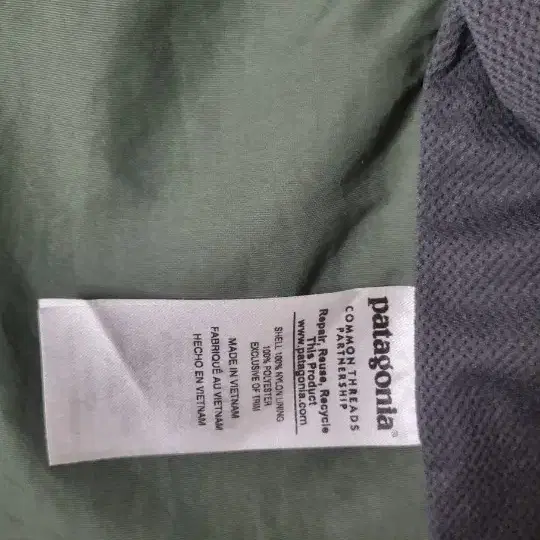 patagonia®
COMMON THREADS
PARTNERSHIP
Repair, Reuse, Recycle
This Product
www.patagonia.com
SHELL 100% NYLON LINING
100% POLYESTER
EXCLUSIVE OF TRIM
MADE IN VIETNAM
FABRIQUÉ AU VIETNAM
HECHO EN VIETNAM